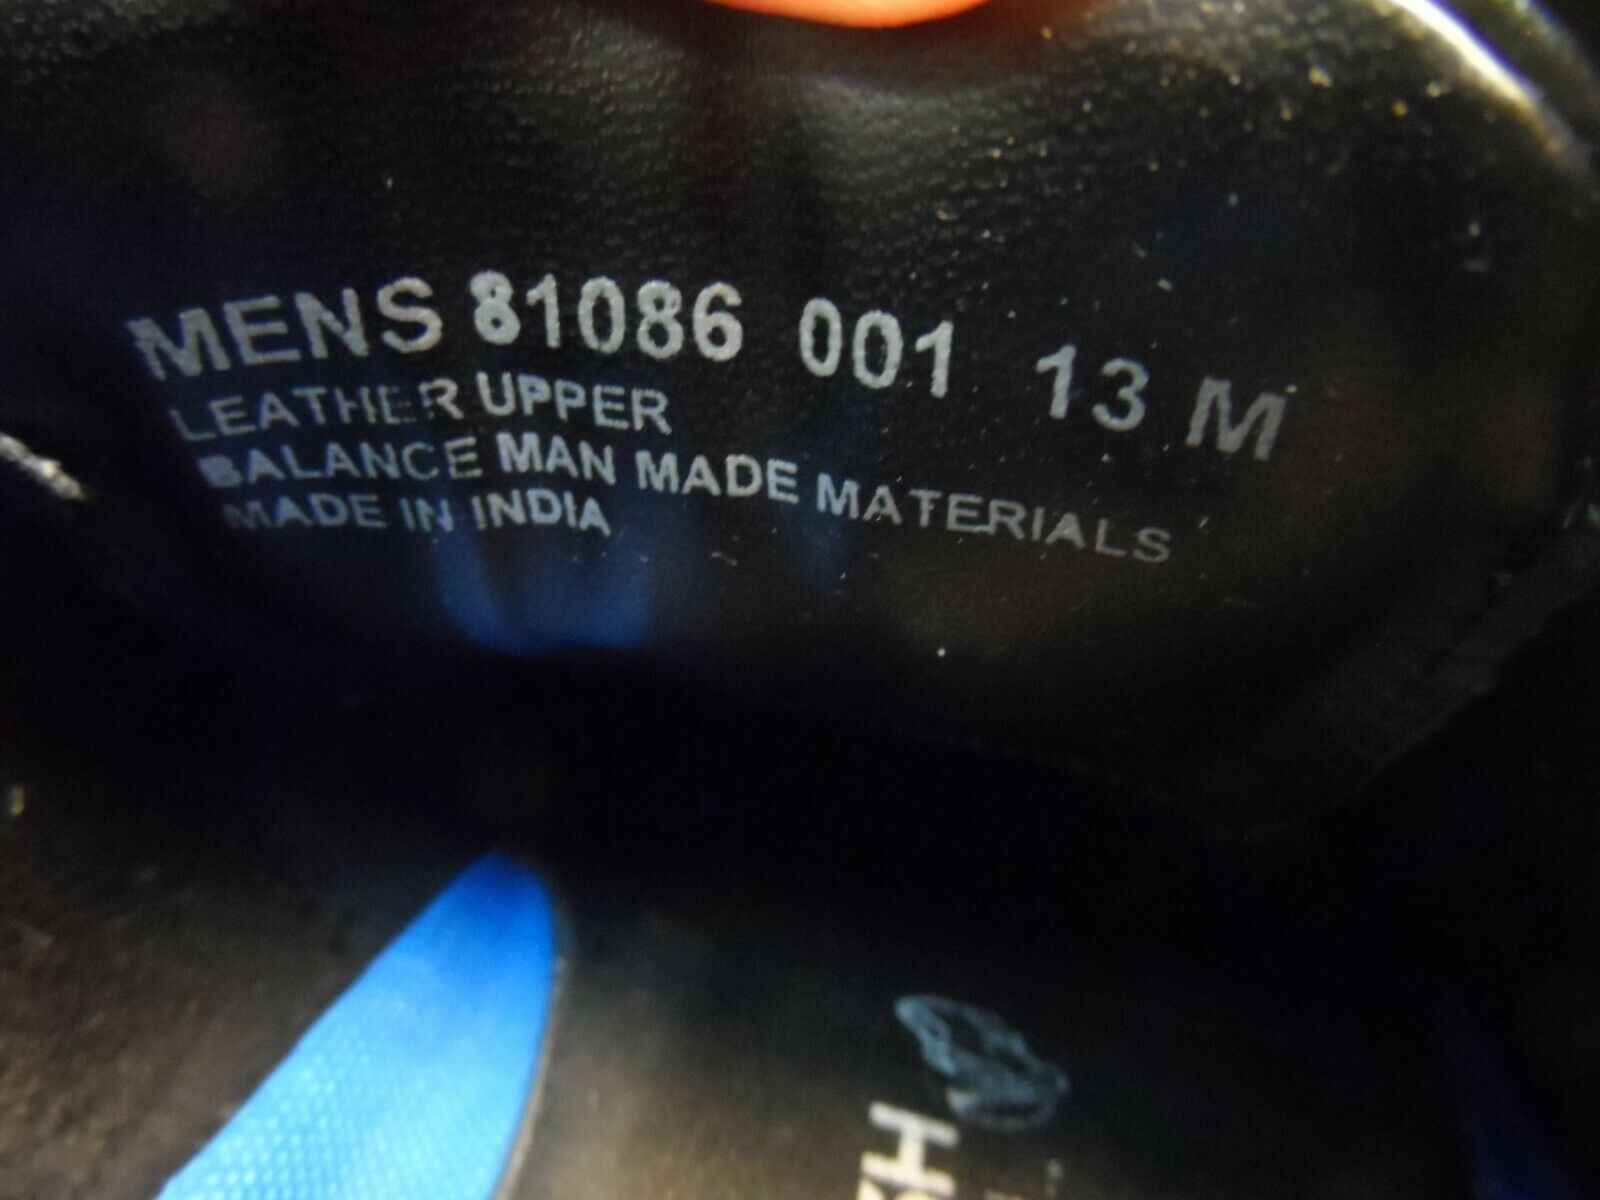 MENS 81086 001 13 M
LEATHER UPPER
BALANCE MAN MADE MATERIALS
MADE IN INDIA
H